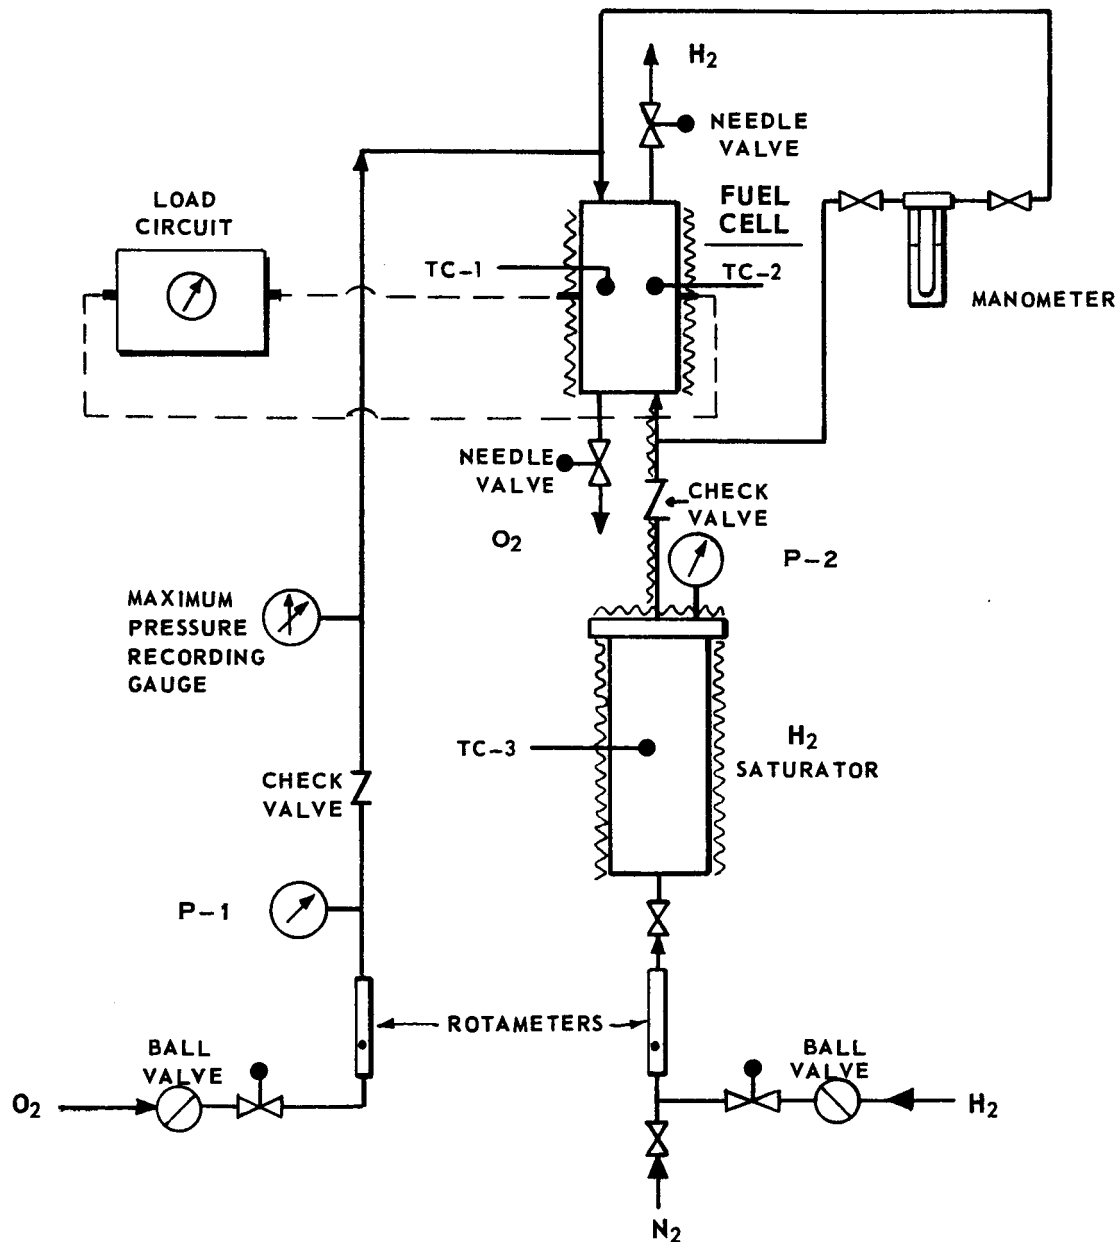 H2
NEEDLE
VALVE
LOAD
CIRCUIT
FUEL
CELL
TC-1
TC-2
MANOMETER
NEEDLE
VALVE
CHECK
VALVE
O2
P-2
MAXIMUM
PRESSURE
RECORDING
GAUGE
TC-3
H2
SATURATOR
CHECK
VALVE
P-1
ROTAMETERS
BALL
VALVE
BALL
VALVE
O2
H2
N2